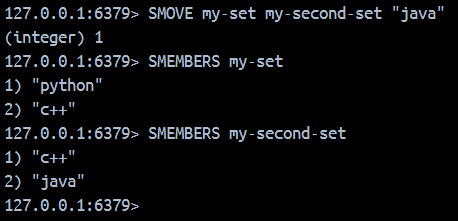 127.0.0.1:6379> SMOVE my-set my-second-set "java"
(integer) 1
127.0.0.1:6379> SMEMBERS my-set
1) "python"
2) "c++"
127.0.0.1:6379> SMEMBERS my-second-set
1) "c++"
2) "java"
127.0.0.1:6379>